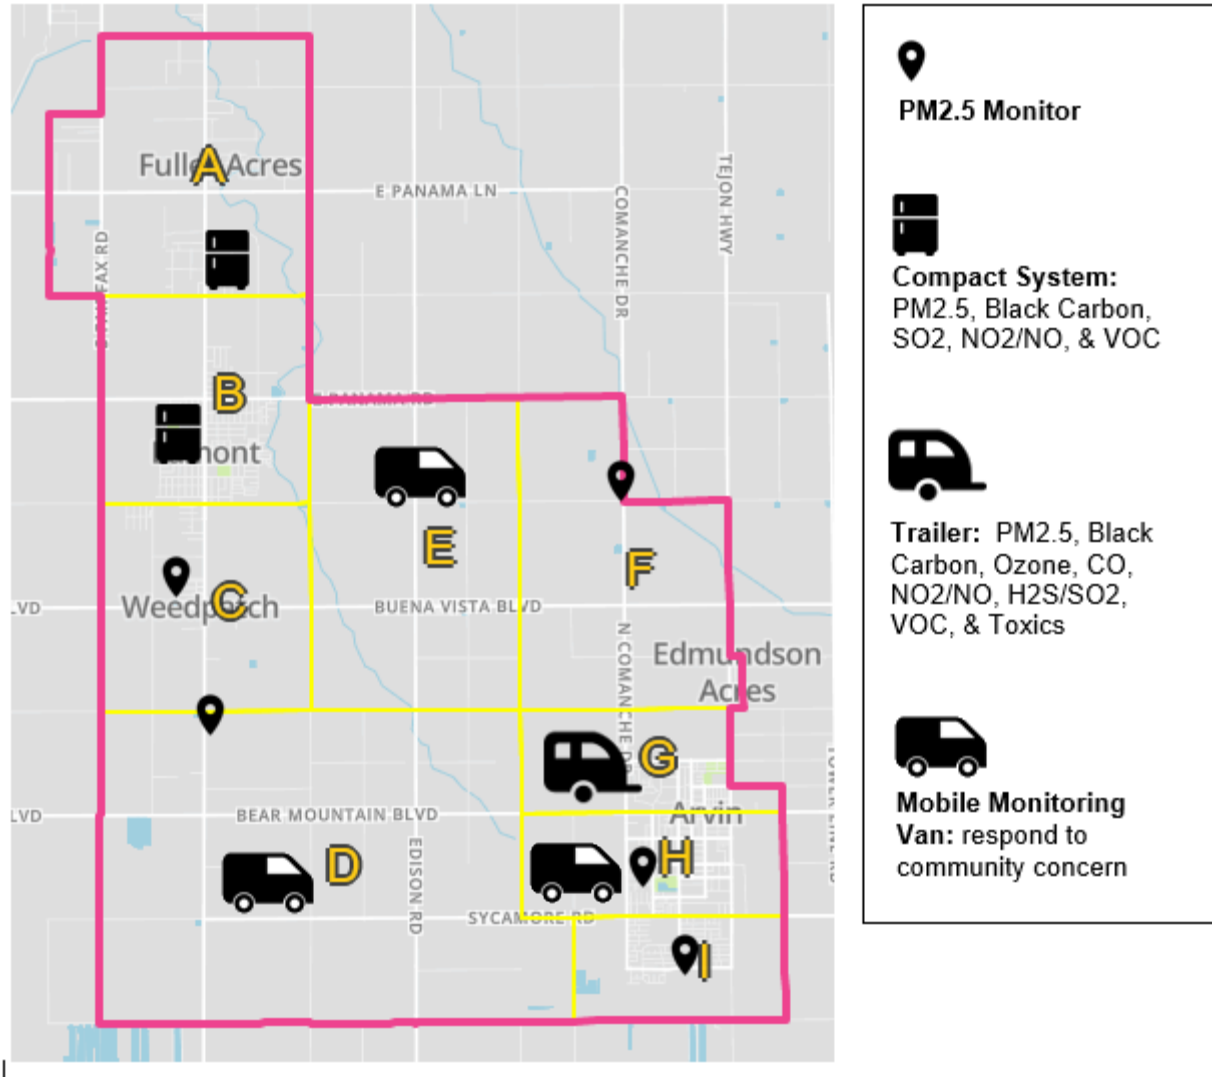 A
Fuller Acres
E PANAMA LN
COMANCHE DR
TEJON HWY
B
E PANAMA RD
E
F
C
Weedpatch
LVD
BUENA VISTA BLVD
N COMANCHE DR
Edmundson
Acres
G
LVD
BEAR MOUNTAIN BLVD
Arvin
D
EDISON RD
H
SYCAMORE RD
I
PM2.5 Monitor
Compact System:
PM2.5, Black Carbon,
SO2, NO2/NO, & VOC
Trailer: PM2.5, Black
Carbon, Ozone, CO,
NO2/NO, H2S/SO2,
VOC, & Toxics
Mobile Monitoring
Van: respond to
community concern